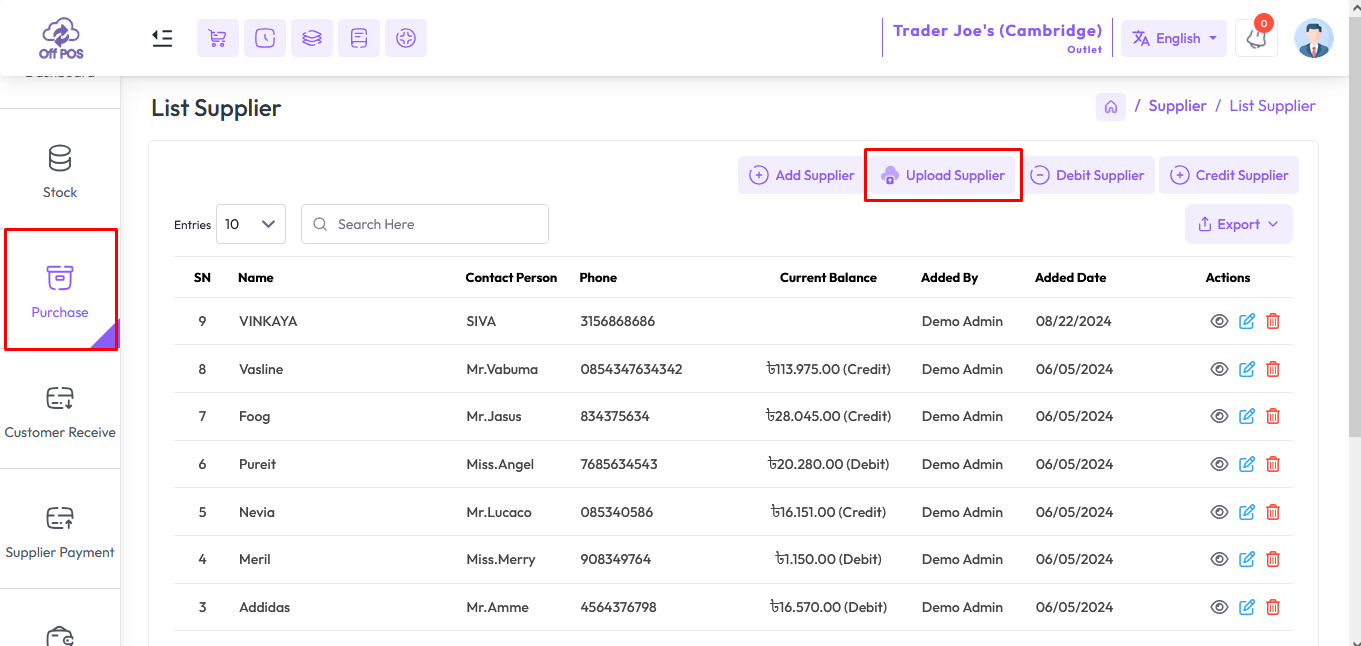 Off POS
Trader Joe's (Cambridge)
Outlet
English
0
Dashboard
List Supplier
/ Supplier / List Supplier
Stock
Purchase
Customer Receive
Supplier Payment
Add Supplier Upload Supplier Debit Supplier Credit Supplier
Entries 10 Search Here Export
SN Name Contact Person Phone Current Balance Added By Added Date Actions
9 VINKAYA SIVA 3156868686 Demo Admin 08/22/2024
8 Vasline Mr.Vabuma 0854347634342 ৳113.975.00 (Credit) Demo Admin 06/05/2024
7 Foog Mr.Jasus 834375634 ৳28.045.00 (Credit) Demo Admin 06/05/2024
6 Pureit Miss.Angel 7685634543 ৳20.280.00 (Debit) Demo Admin 06/05/2024
5 Nevia Mr.Lucaco 085340586 ৳16.151.00 (Credit) Demo Admin 06/05/2024
4 Meril Miss.Merry 908349764 ৳1.150.00 (Debit) Demo Admin 06/05/2024
3 Addidas Mr.Amme 4564376798 ৳16.570.00 (Debit) Demo Admin 06/05/2024